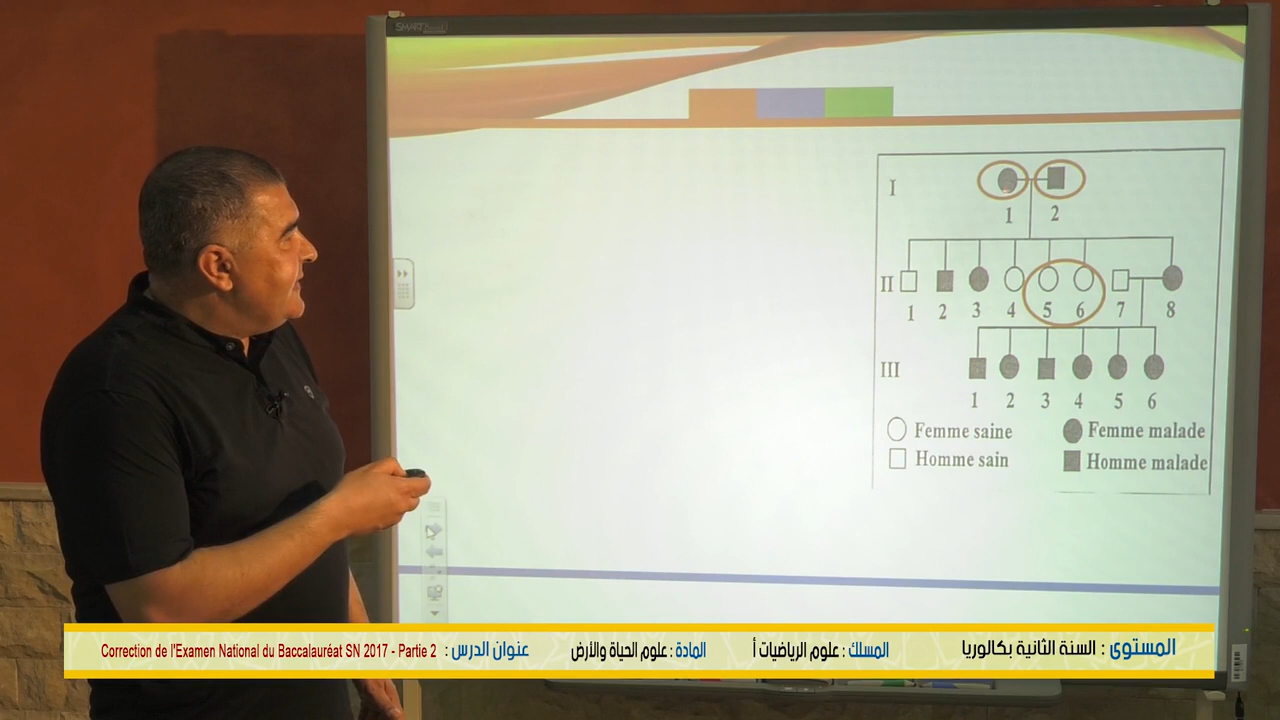 SMART
I
1 2
II
1 2 3 4 5 6 7 8
III
1 2 3 4 5 6
Femme saine Femme malade
Homme sain Homme malade
المستوى : السنة الثانية بكالوريا المسلك : علوم الرياضيات أ المادة : علوم الحياة والأرض عنوان الدرس : Correction de l'Examen National du Baccalauréat SN 2017 - Partie 2